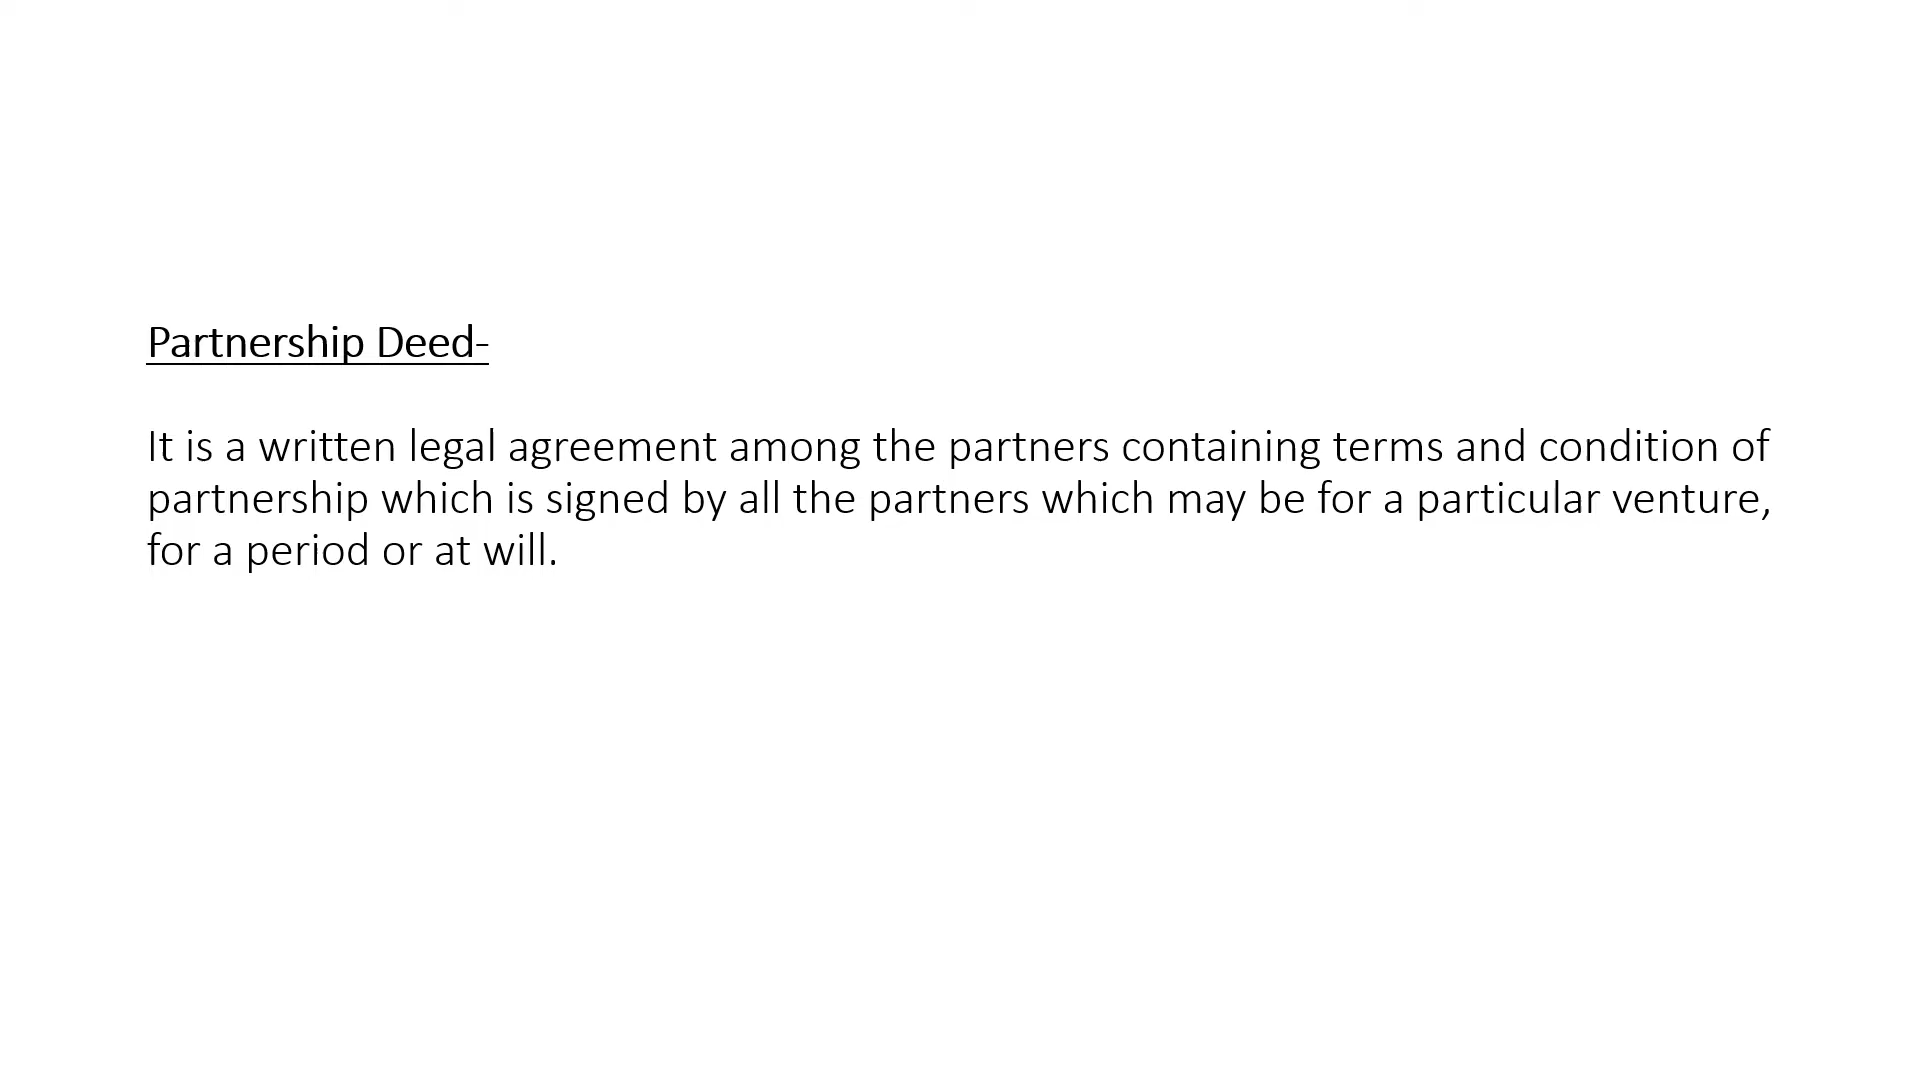 Partnership Deed-
It is a written legal agreement among the partners containing terms and condition of
partnership which is signed by all the partners which may be for a particular venture,
for a period or at will.